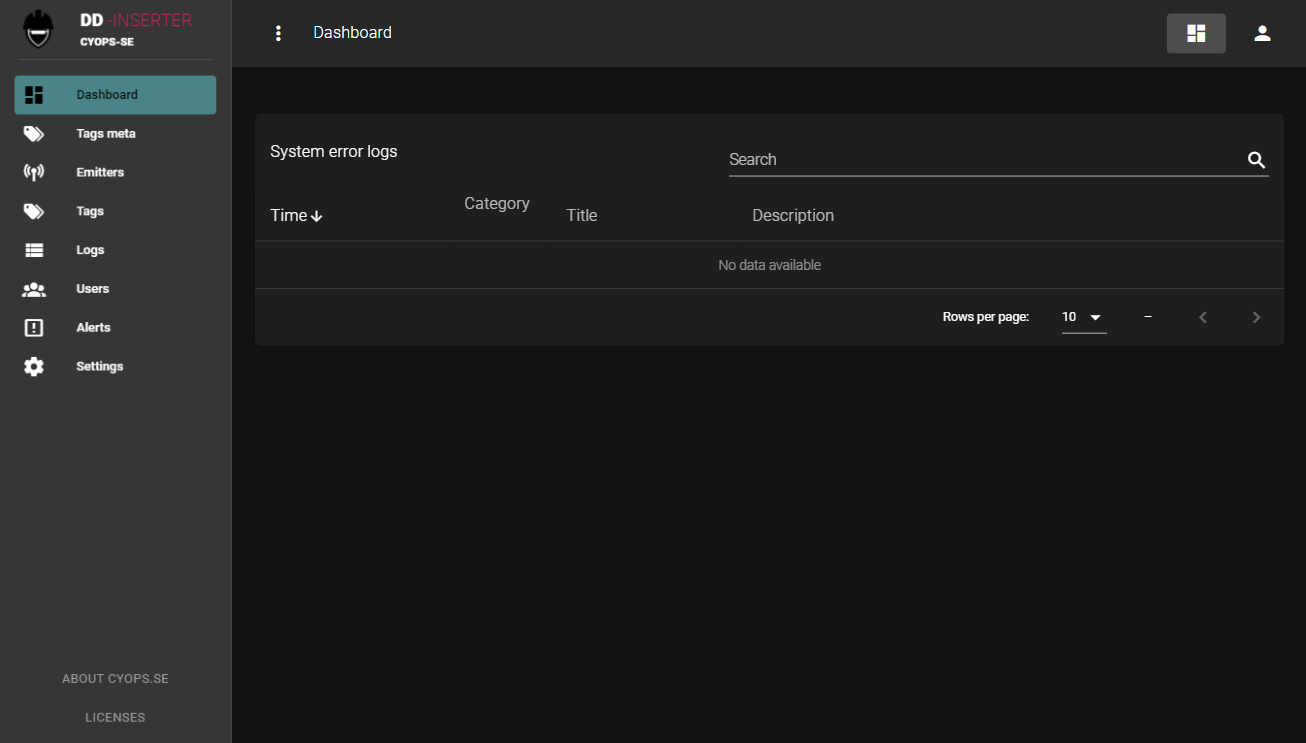 DD -INSERTER
CYOPS-SE
Dashboard
Tags meta
Emitters
Tags
Logs
Users
Alerts
Settings
ABOUT CYOPS.SE
LICENSES
Dashboard
System error logs
Search
Time Category Title Description
No data available
Rows per page: 10 –